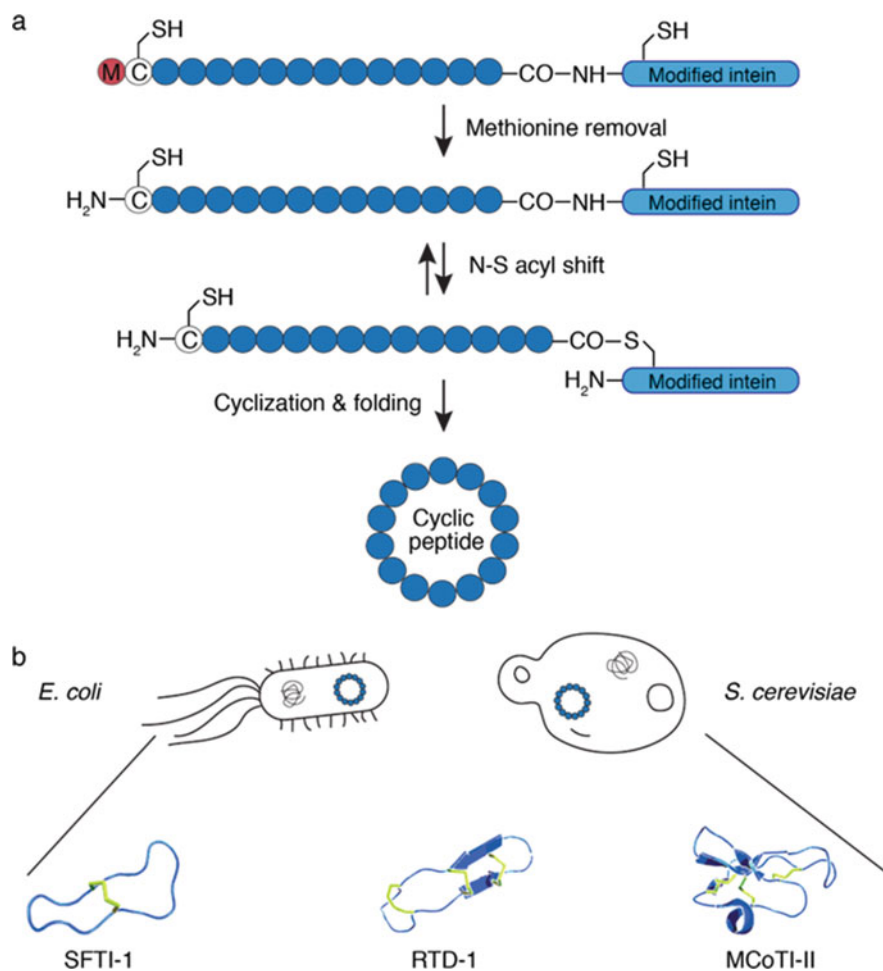 a
SH
SH
M C CO–NH Modified intein
Methionine removal
SH
SH
H₂N C CO–NH Modified intein
N-S acyl shift
SH
H₂N C CO–S
H₂N Modified intein
Cyclization & folding
Cyclic
peptide
b
E. coli
S. cerevisiae
SFTI-1
RTD-1
MCoTI-II